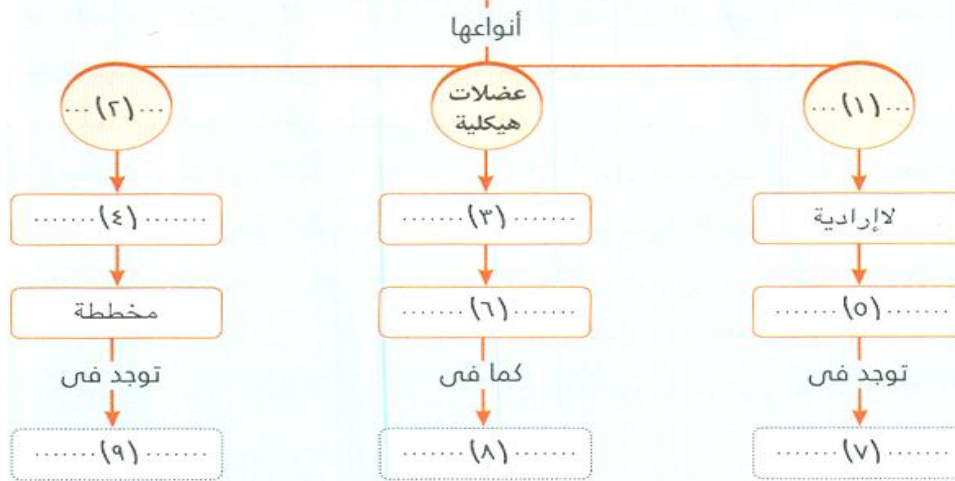 أنواعها
...(١)...
عضلات
هيكلية
...(٢)...
لاإرادية
.......(٣).......
.......(٤).......
.......(٥).......
.......(٦).......
مخططة
توجد فى
كما فى
توجد فى
.......(٧).......
.......(٨).......
.......(٩).......